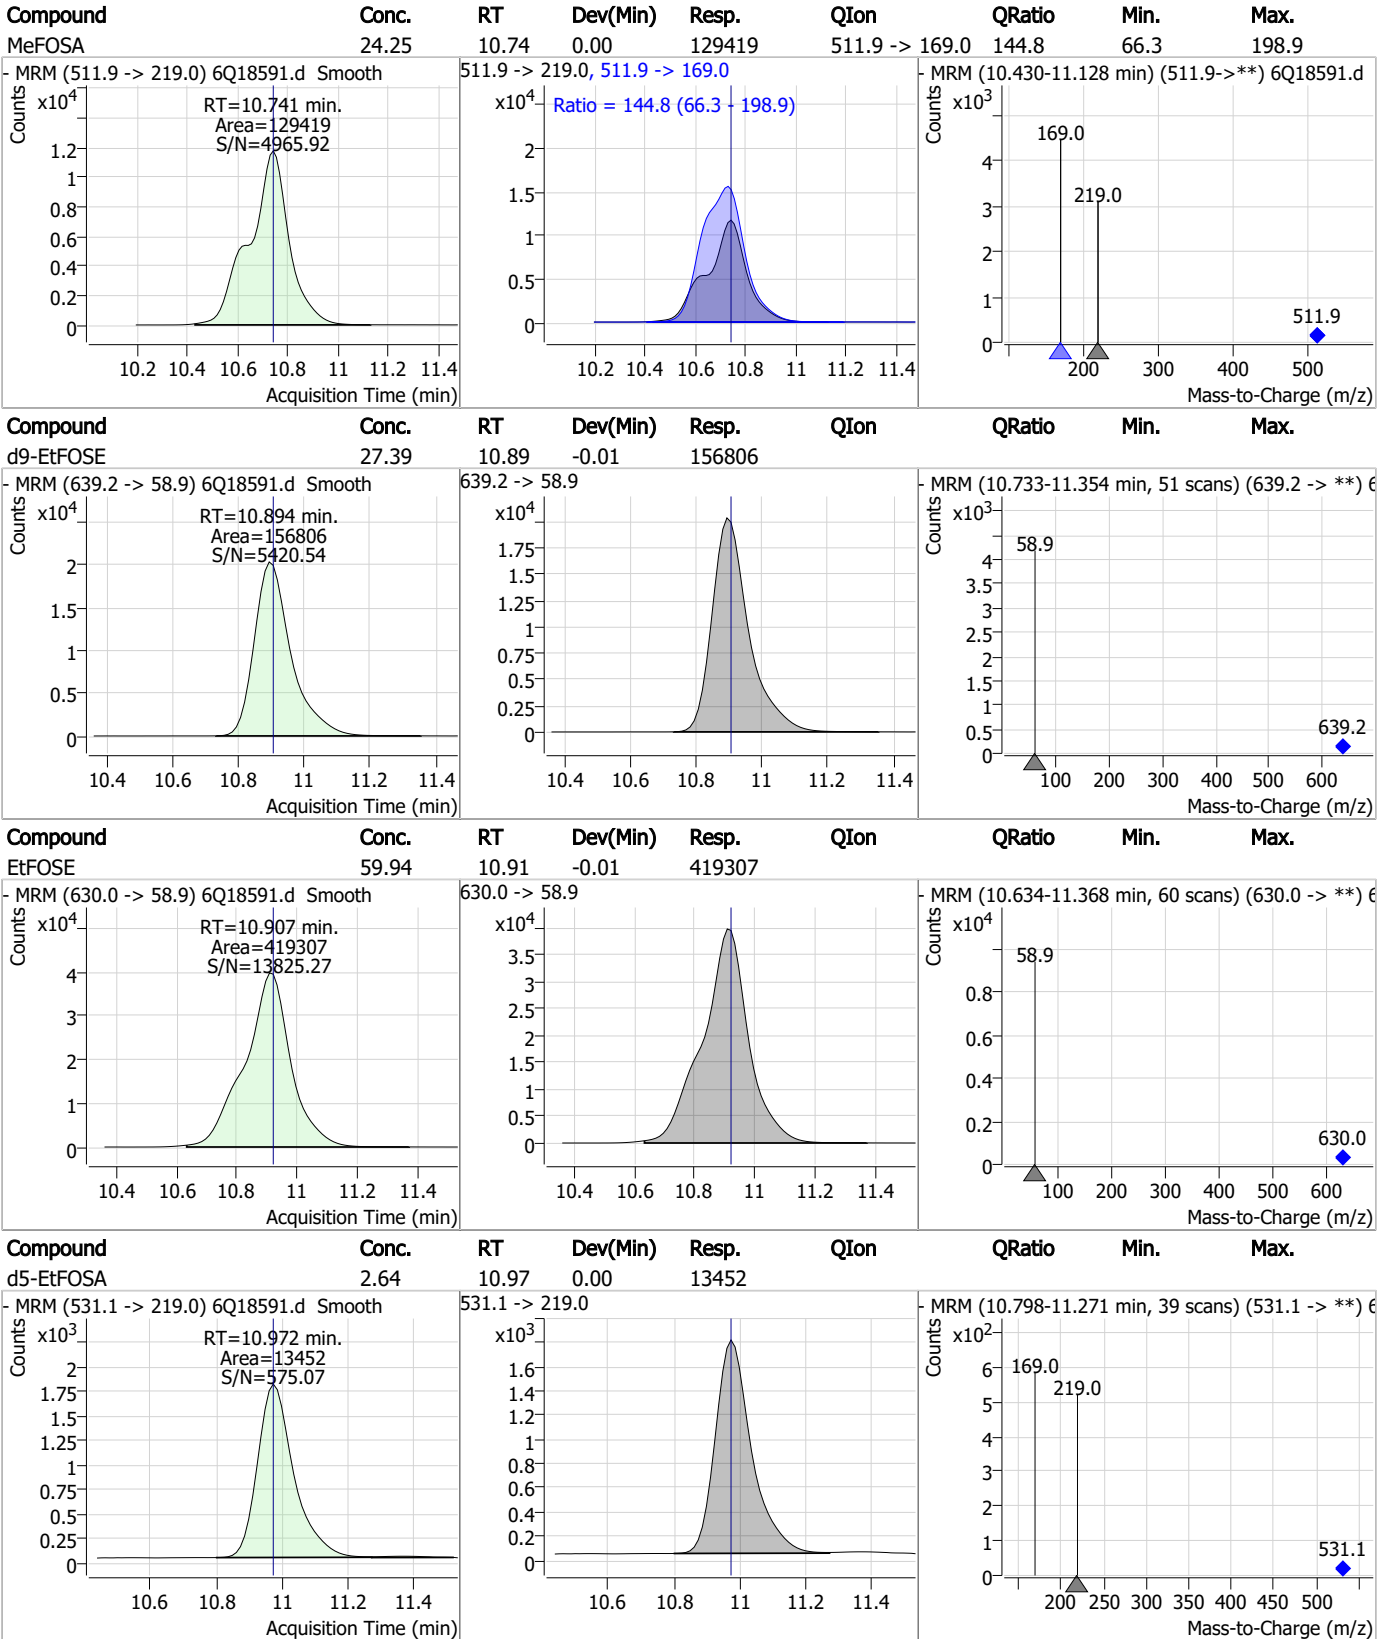 Compound Conc. RT Dev(Min) Resp. QIon QRatio Min. Max.
MeFOSA 24.25 10.74 0.00 129419 511.9 -> 169.0 144.8 66.3 198.9
- MRM (511.9 -> 219.0) 6Q18591.d Smooth
Counts
x10⁴
RT=10.741 min.
Area=129419
S/N=4965.92
1.2
1
0.8
0.6
0.4
0.2
0
10.2 10.4 10.6 10.8 11 11.2 11.4
Acquisition Time (min)
511.9 -> 219.0, 511.9 -> 169.0
x10⁴
Ratio = 144.8 (66.3 - 198.9)
2
1.5
1
0.5
0
10.2 10.4 10.6 10.8 11 11.2 11.4
- MRM (10.430-11.128 min) (511.9->**) 6Q18591.d
Counts
x10³
169.0
219.0
511.9
4
3
2
1
0
200 300 400 500
Mass-to-Charge (m/z)
Compound Conc. RT Dev(Min) Resp. QIon QRatio Min. Max.
d9-EtFOSE 27.39 10.89 -0.01 156806
- MRM (639.2 -> 58.9) 6Q18591.d Smooth
Counts
x10⁴
RT=10.894 min.
Area=156806
S/N=5420.54
2
1.5
1
0.5
0
10.4 10.6 10.8 11 11.2 11.4
Acquisition Time (min)
639.2 -> 58.9
x10⁴
2
1.75
1.5
1.25
1
0.75
0.5
0.25
0
10.4 10.6 10.8 11 11.2 11.4
- MRM (10.733-11.354 min, 51 scans) (639.2 -> **) 6
Counts
x10³
58.9
639.2
4
3.5
3
2.5
2
1.5
1
0.5
0
100 200 300 400 500 600
Mass-to-Charge (m/z)
Compound Conc. RT Dev(Min) Resp. QIon QRatio Min. Max.
EtFOSE 59.94 10.91 -0.01 419307
- MRM (630.0 -> 58.9) 6Q18591.d Smooth
Counts
x10⁴
RT=10.907 min.
Area=419307
S/N=13825.27
4
3
2
1
0
10.4 10.6 10.8 11 11.2 11.4
Acquisition Time (min)
630.0 -> 58.9
x10⁴
3.5
3
2.5
2
1.5
1
0.5
0
10.4 10.6 10.8 11 11.2 11.4
- MRM (10.634-11.368 min, 60 scans) (630.0 -> **) 6
Counts
x10⁴
58.9
630.0
0.8
0.6
0.4
0.2
0
100 200 300 400 500 600
Mass-to-Charge (m/z)
Compound Conc. RT Dev(Min) Resp. QIon QRatio Min. Max.
d5-EtFOSA 2.64 10.97 0.00 13452
- MRM (531.1 -> 219.0) 6Q18591.d Smooth
Counts
x10³
RT=10.972 min.
Area=13452
S/N=575.07
2
1.75
1.5
1.25
1
0.75
0.5
0.25
0
10.6 10.8 11 11.2 11.4
Acquisition Time (min)
531.1 -> 219.0
x10³
1.6
1.4
1.2
1
0.8
0.6
0.4
0.2
0
10.6 10.8 11 11.2 11.4
- MRM (10.798-11.271 min, 39 scans) (531.1 -> **) 6
Counts
x10²
169.0
219.0
531.1
6
5
4
3
2
1
0
200 250 300 350 400 450 500
Mass-to-Charge (m/z)